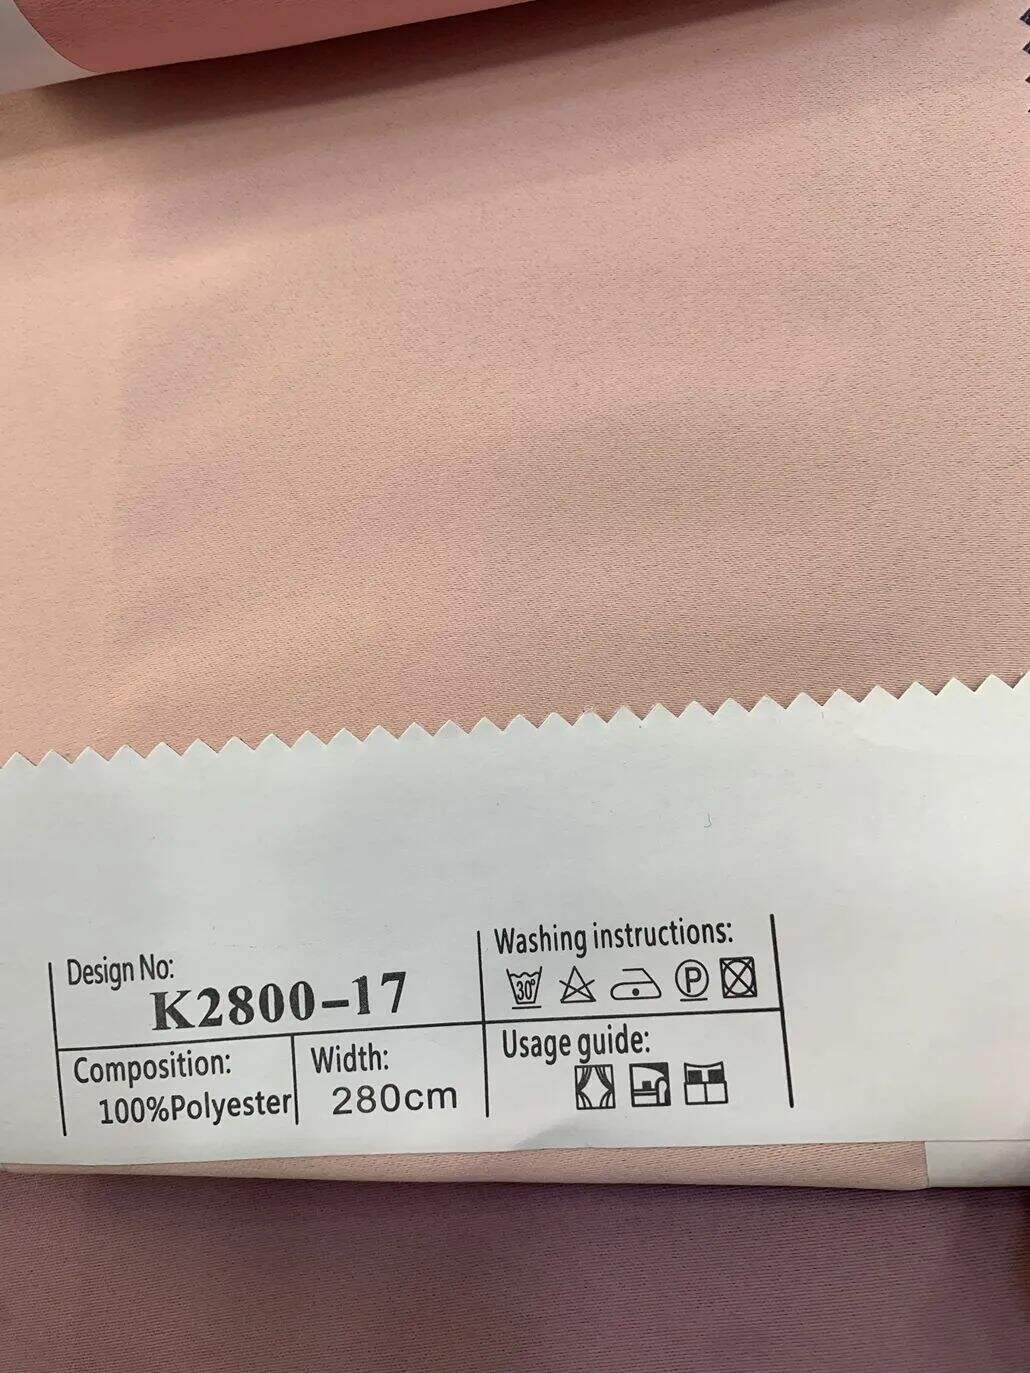 Design No:
K2800-17
Composition:
100%Polyester
Width:
280cm
Washing instructions:
30°
P
Usage guide: